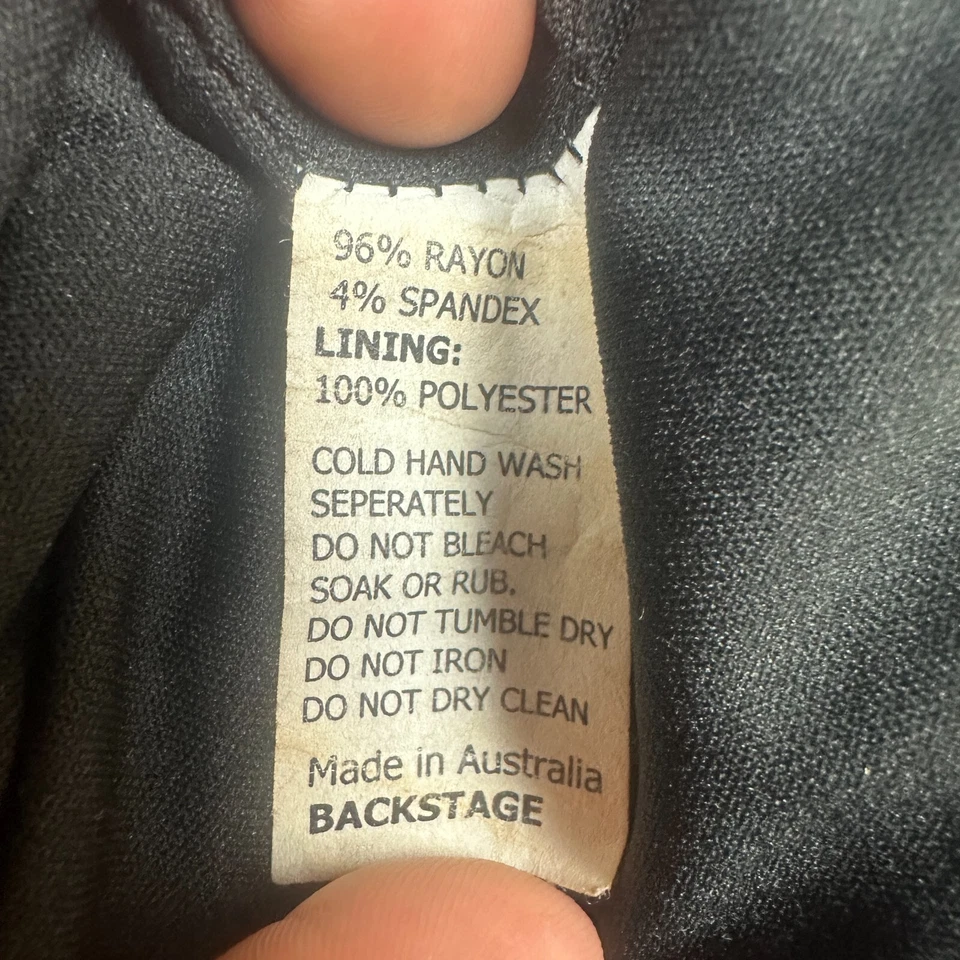 96% RAYON
4% SPANDEX
LINING:
100% POLYESTER
COLD HAND WASH
SEPERATELY
DO NOT BLEACH
SOAK OR RUB.
DO NOT TUMBLE DRY
DO NOT IRON
DO NOT DRY CLEAN
Made in Australia
BACKSTAGE